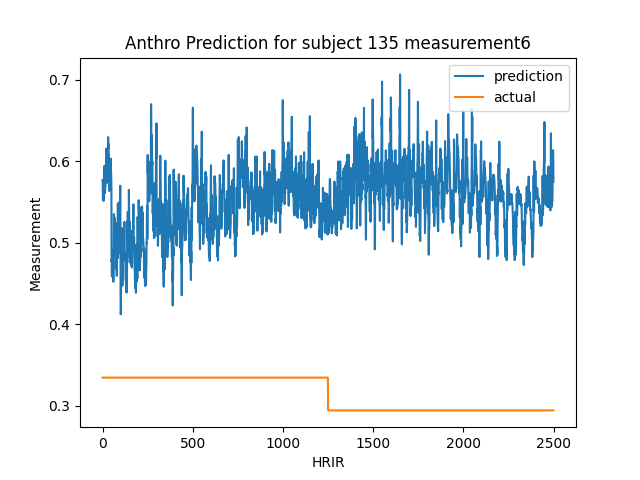 Anthro Prediction for subject 135 measurement6
prediction
actual
Measurement
0.7
0.6
0.5
0.4
0.3
0 500 1000 1500 2000 2500
HRIR